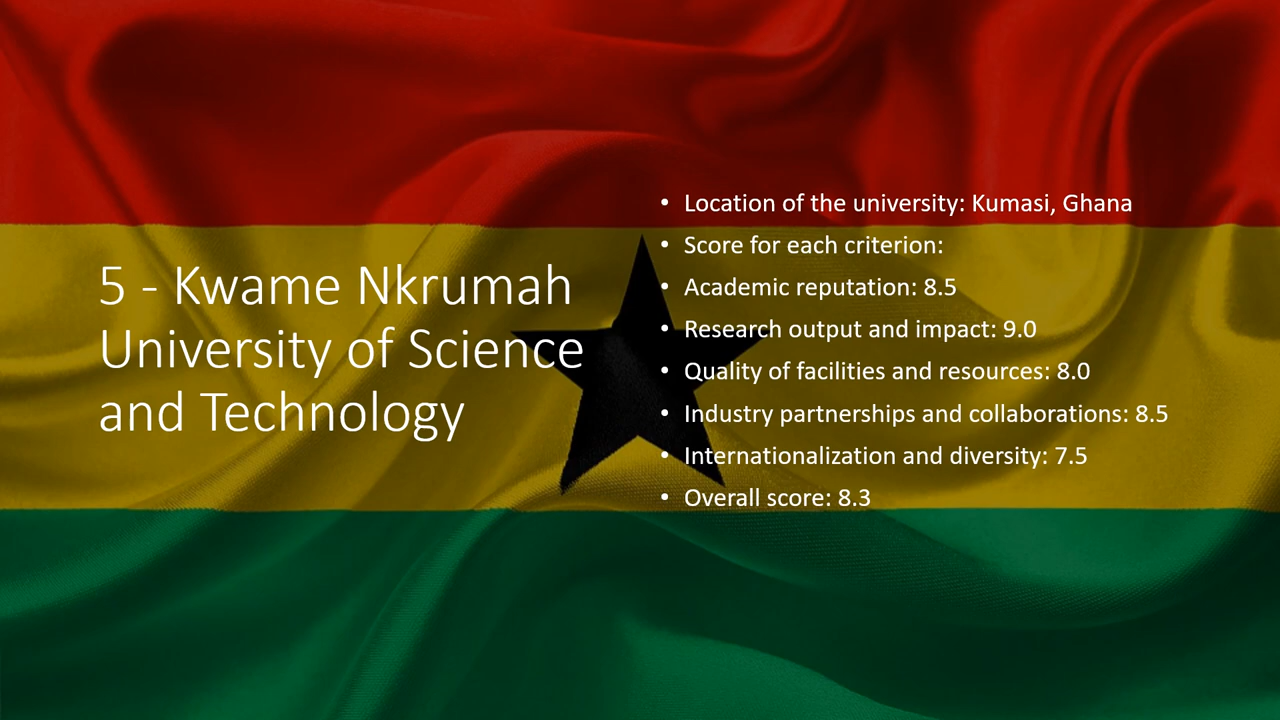 5 - Kwame Nkrumah
University of Science
and Technology
• Location of the university: Kumasi, Ghana
• Score for each criterion:
• Academic reputation: 8.5
• Research output and impact: 9.0
• Quality of facilities and resources: 8.0
• Industry partnerships and collaborations: 8.5
• Internationalization and diversity: 7.5
• Overall score: 8.3